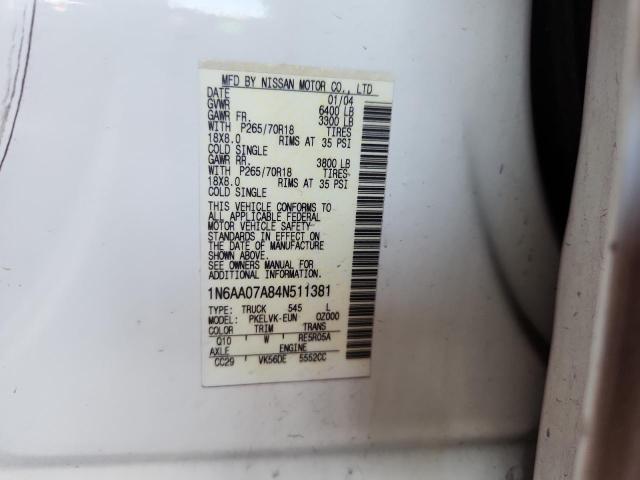 MFD BY NISSAN MOTOR CO., LTD
DATE 01/04
GVWR 6400 LB
GAWR FR. 3300 LB
WITH P265/70R18 TIRES
18X8.0 RIMS AT 35 PSI
COLD SINGLE
GAWR RR. 3800 LB
WITH P265/70R18 TIRES
18X8.0 RIMS AT 35 PSI
COLD SINGLE
THIS VEHICLE CONFORMS TO
ALL APPLICABLE FEDERAL
MOTOR VEHICLE SAFETY
STANDARDS IN EFFECT ON
THE DATE OF MANUFACTURE
SHOWN ABOVE.
SEE OWNERS MANUAL FOR
ADDITIONAL INFORMATION
1N6AA07A84N511381
TYPE: TRUCK 545 L
MODEL: PKELVK-EUN 0Z000
COLOR TRIM TRANS
Q10 W RE5R05A
AXLE ENGINE
CC29 VK56DE 5552CC